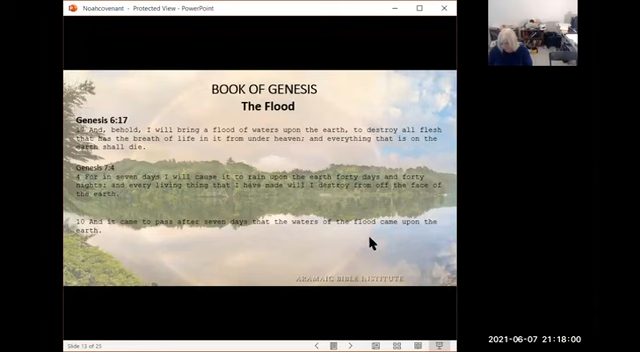 Noahcovenant - Protected View - PowerPoint
BOOK OF GENESIS
The Flood
Genesis 6:17
17 And, behold, I will bring a flood of waters upon the earth, to destroy all flesh
that has the breath of life in it from under heaven; and everything that is on the
earth shall die.
Genesis 7:4
4 For in seven days I will cause it to rain upon the earth forty days and forty
nights; and every living thing that I have made will I destroy from off the face of
the earth.
10 And it came to pass after seven days that the waters of the flood came upon the
earth.
ARAMAIC BIBLE INSTITUTE
Slide 13 of 25
2021-06-07 21:18:00